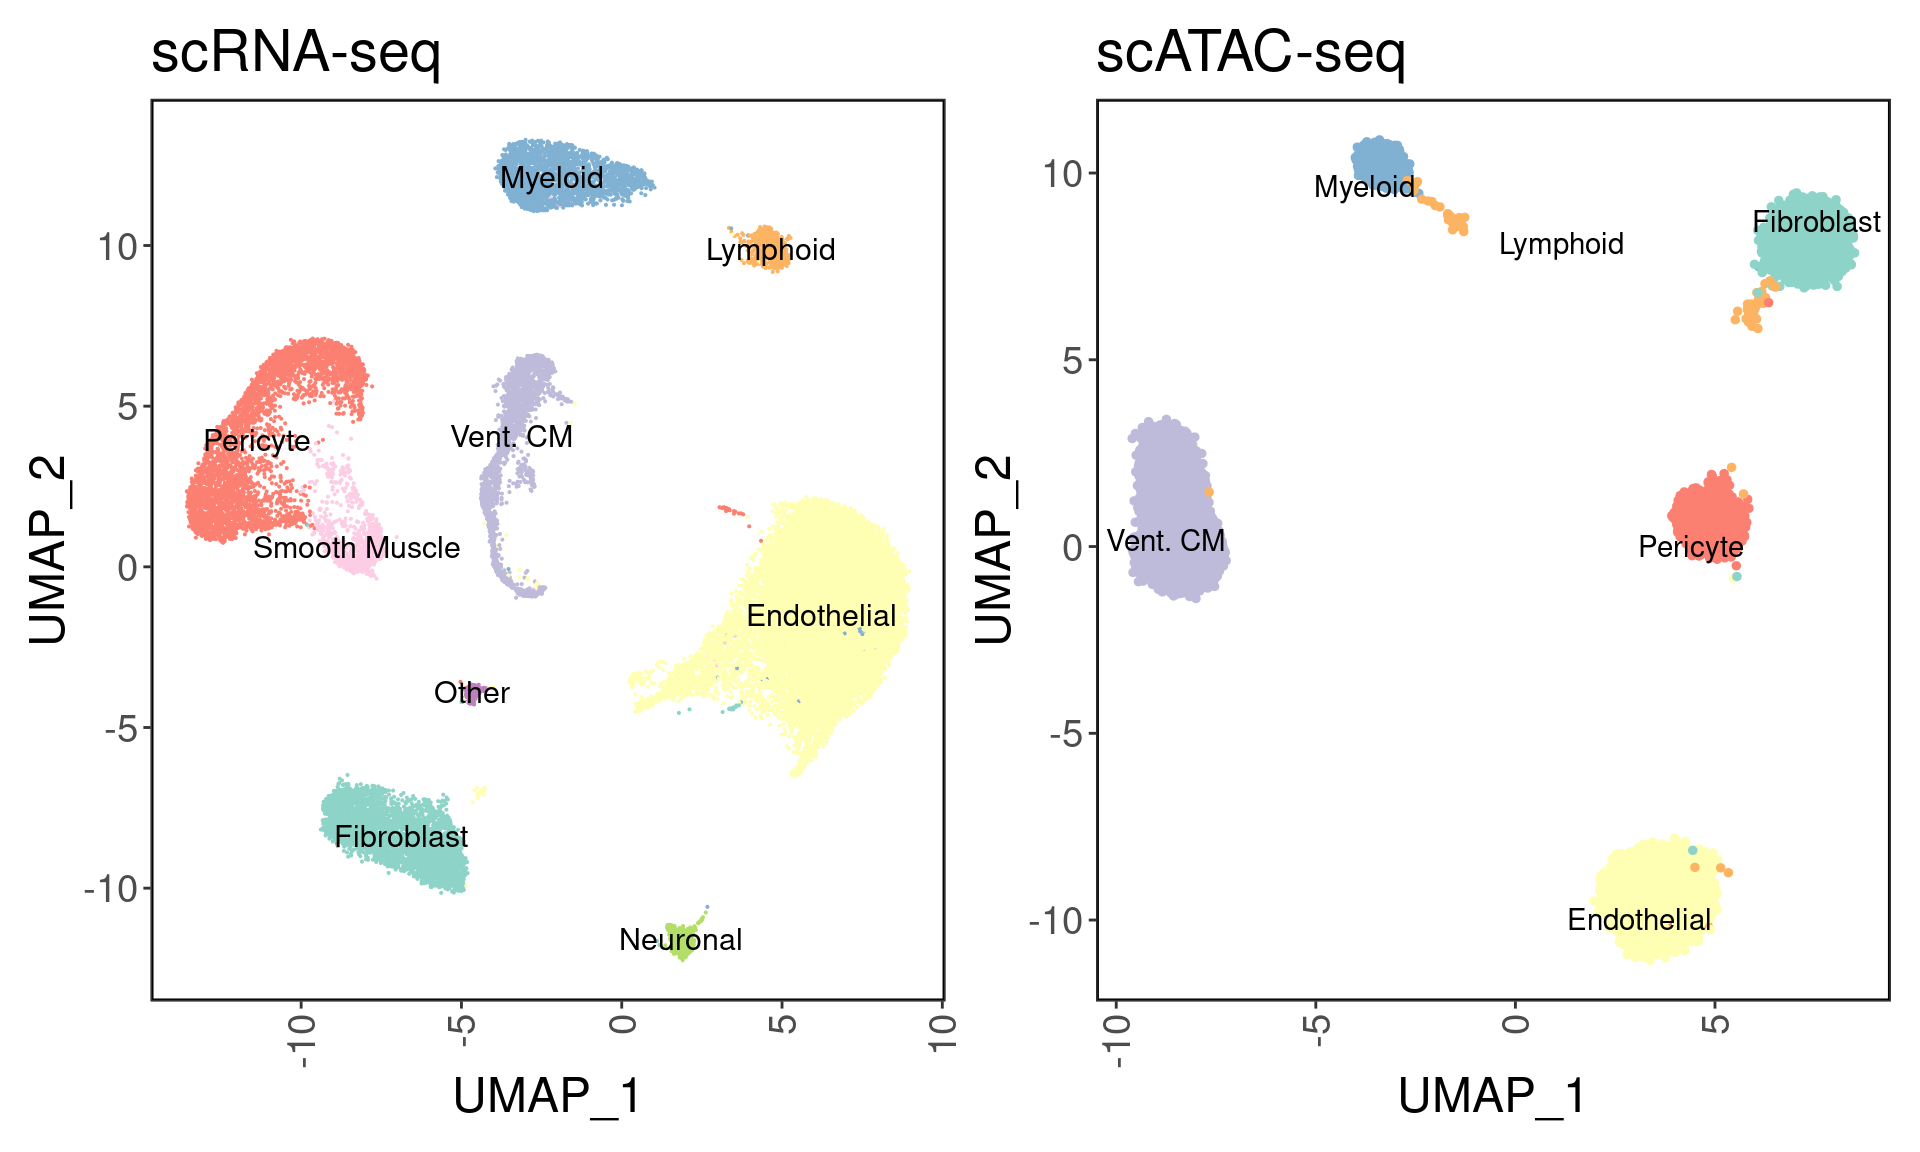 scRNA-seq
Myeloid
Lymphoid
Pericyte
Vent. CM
Smooth Muscle
Endothelial
Other
Fibroblast
Neuronal
10
5
0
-5
-10
UMAP_2
-10
-5
0
5
10
UMAP_1
scATAC-seq
Myeloid
Fibroblast
Lymphoid
Vent. CM
Pericyte
Endothelial
10
5
0
-5
-10
UMAP_2
-10
-5
0
5
UMAP_1